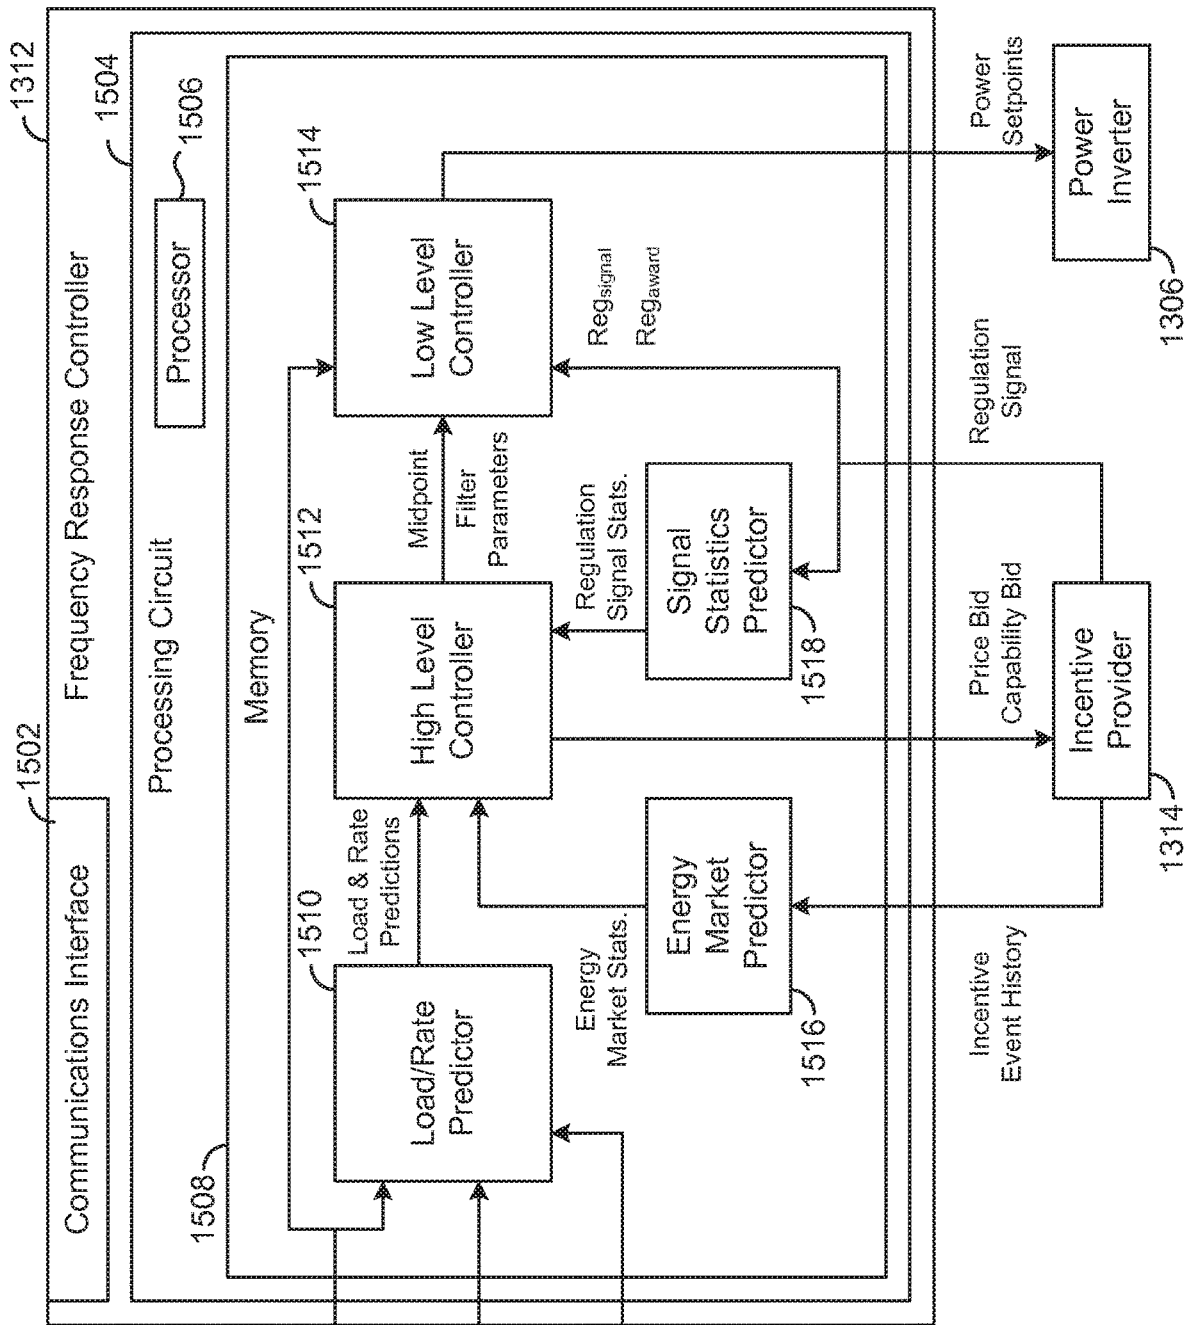 1502
Communications Interface
Frequency Response Controller
1312
Processing Circuit
1504
Processor
1506
1508
Memory
1510
Load/Rate
Predictor
Load & Rate
Predictions
1512
High Level
Controller
Midpoint
Filter
Parameters
1514
Low Level
Controller
Energy
Market Stats.
Regulation
Signal Stats.
Regsignal
Regaward
1516
Energy
Market
Predictor
1518
Signal
Statistics
Predictor
Incentive
Event History
Price Bid
Capability Bid
Regulation
Signal
Power
Setpoints
1314
Incentive
Provider
1306
Power
Inverter